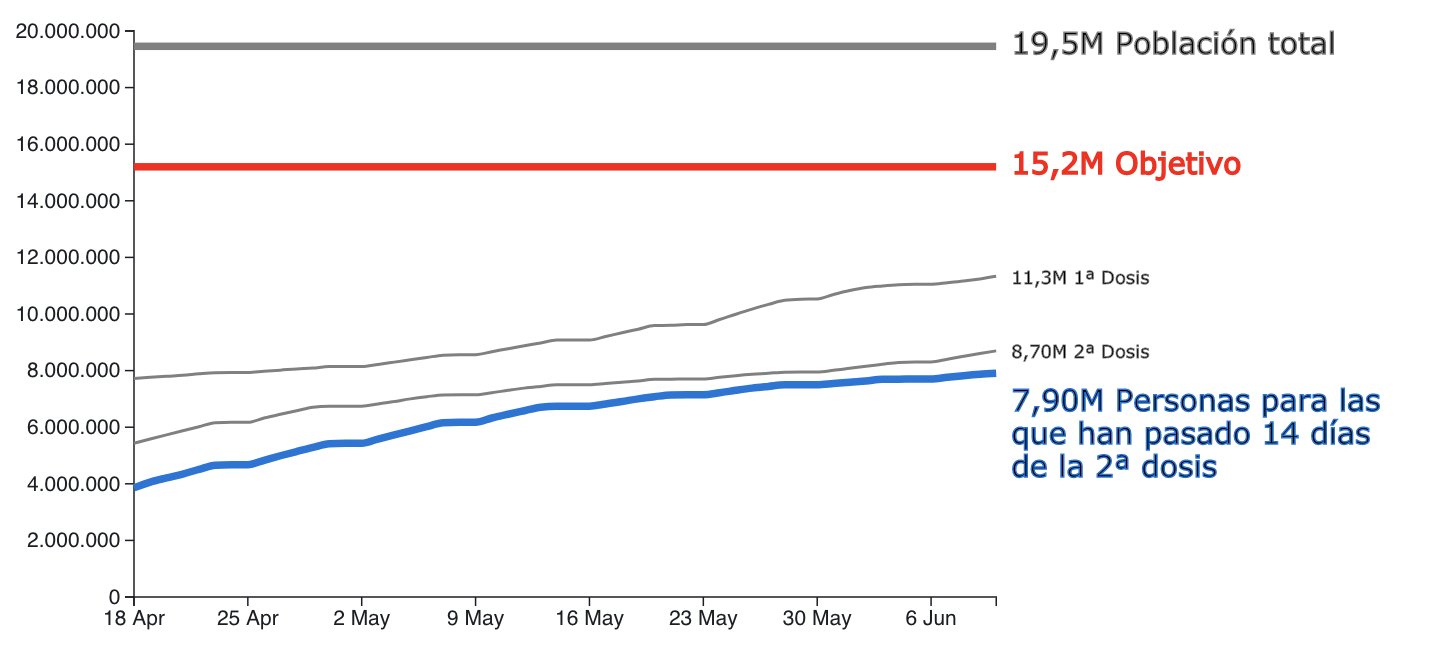 20.000.000
18.000.000
16.000.000
14.000.000
12.000.000
10.000.000
8.000.000
6.000.000
4.000.000
2.000.000
0
18 Apr 25 Apr 2 May 9 May 16 May 23 May 30 May 6 Jun
19,5M Población total
15,2M Objetivo
11,3M 1ª Dosis
8,70M 2ª Dosis
7,90M Personas para las
que han pasado 14 días
de la 2ª dosis